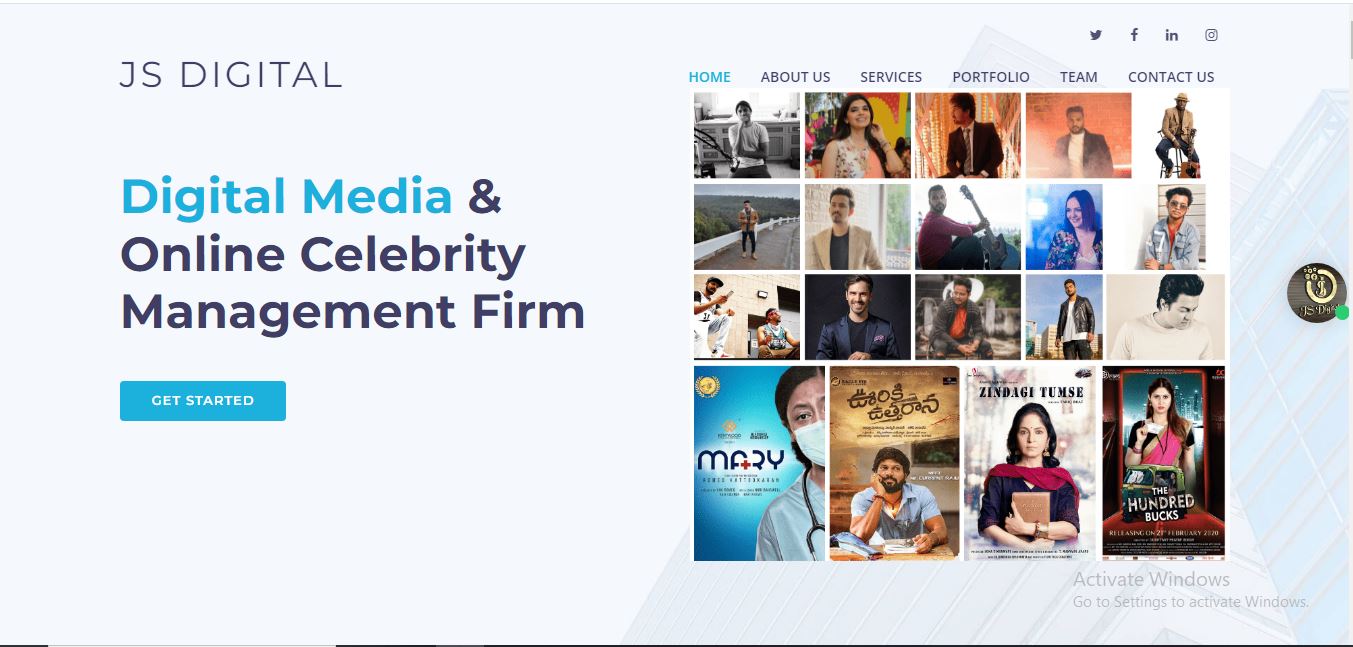 JS DIGITAL
HOME ABOUT US SERVICES PORTFOLIO TEAM CONTACT US
Digital Media &
Online Celebrity
Management Firm
GET STARTED
MARY
ఊరికి
ఉత్తరాన
ZINDAGI TUMSE
THE
HUNDRED
BUCKS
RELEASING ON 21st FEBRUARY 2020
JS Digital
Activate Windows
Go to Settings to activate Windows.